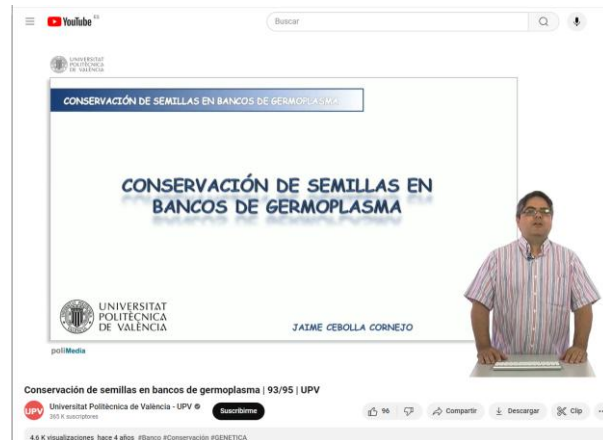 YouTube ES
Buscar
UNIVERSITAT
POLITÈCNICA
DE VALÈNCIA
CONSERVACIÓN DE SEMILLAS EN BANCOS DE GERMOPLASMA
CONSERVACIÓN DE SEMILLAS EN
BANCOS DE GERMOPLASMA
UNIVERSITAT
POLITÈCNICA
DE VALÈNCIA
JAIME CEBOLLA CORNEJO
poliMedia
Conservación de semillas en bancos de germoplasma | 93/95 | UPV
UPV
Universitat Politècnica de València - UPV
Suscribirme
96
Compartir
Descargar
Clip
265 K suscriptores
4,6 K visualizaciones hace 4 años #Banco #Conservación #GENETICA